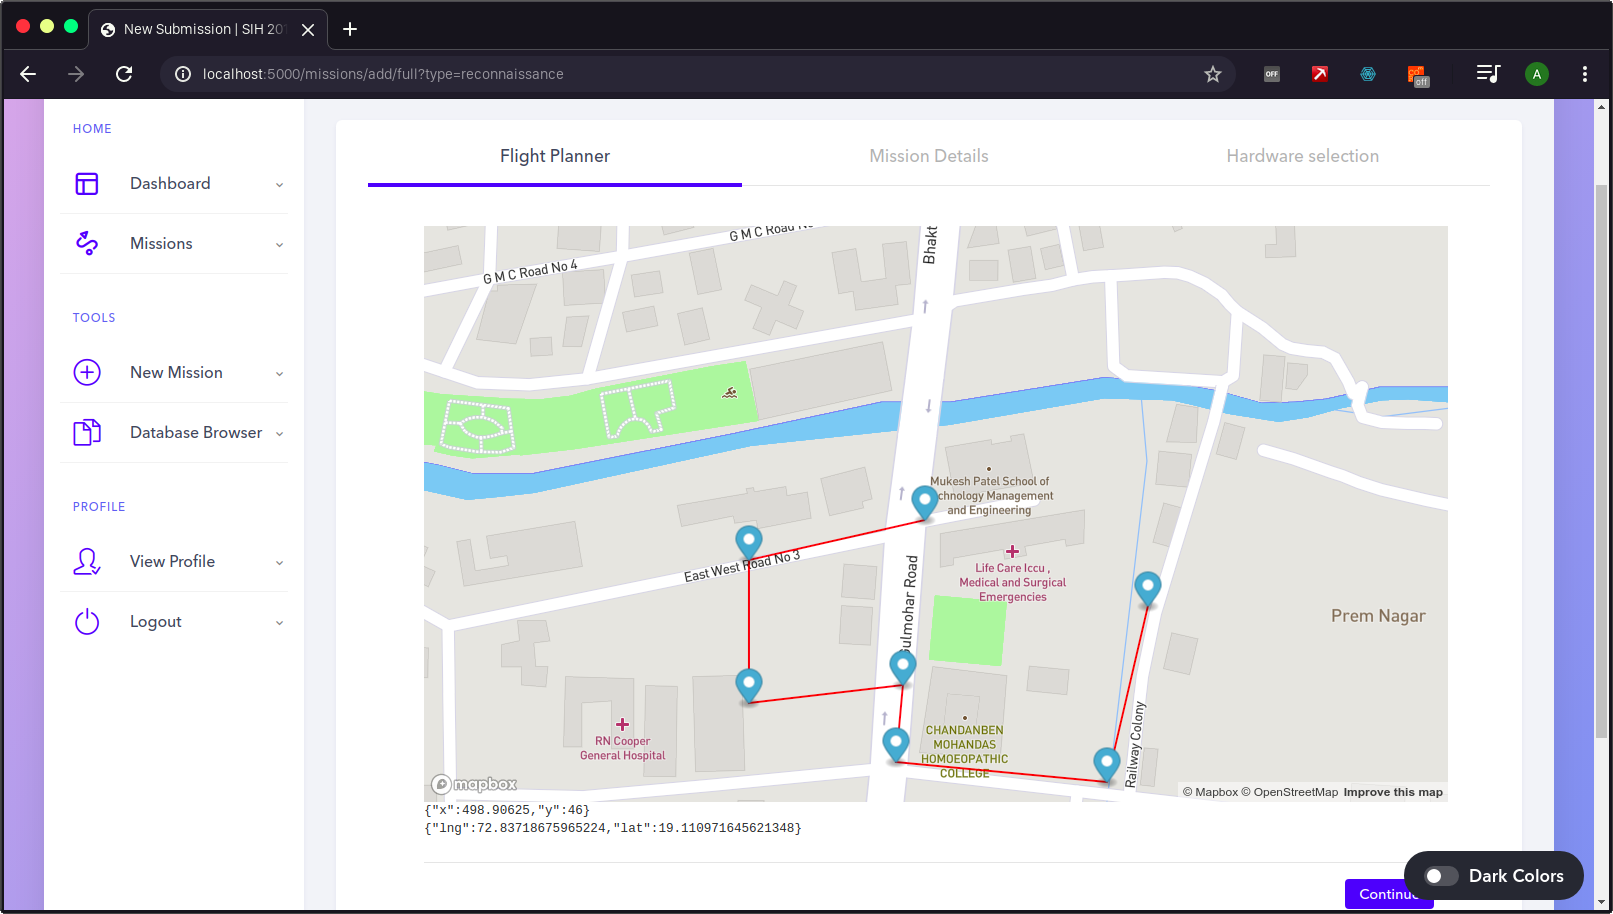 New Submission | SIH 20
localhost:5000/missions/add/full?type=reconnaissance
OFF
off
A
HOME
Dashboard
Missions
TOOLS
New Mission
Database Browser
PROFILE
View Profile
Logout
Flight Planner
Mission Details
Hardware selection
G M C Road No
G M C Road No 4
Bhakt
Mukesh Patel School of
chnology Management
and Engineering
East West Road No 3
Life Care Iccu ,
Medical and Surgical
Emergencies
Gulmohar Road
Prem Nagar
RN Cooper
General Hospital
CHANDANBEN
MOHANDAS
HOMOEOPATHIC
COLLEGE
Railway Colony
mapbox
© Mapbox © OpenStreetMap Improve this map
{"x":498.90625,"y":46}
{"lng":72.83718675965224,"lat":19.110971645621348}
Continue
Dark Colors